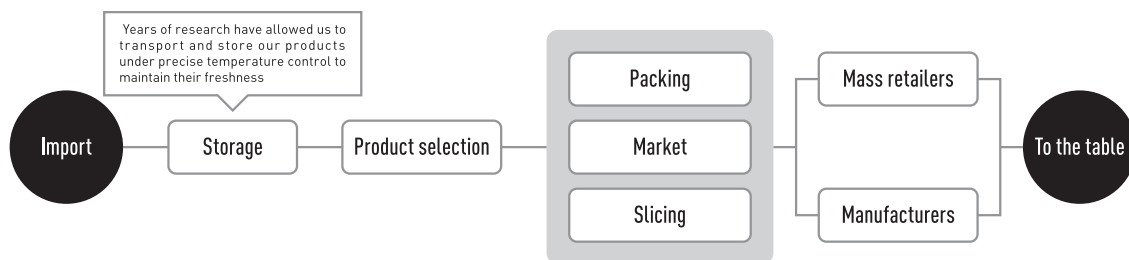 Years of research have allowed us to
transport and store our products
under precise temperature control to
maintain their freshness
Import
Storage
Product selection
Packing
Market
Slicing
Mass retailers
Manufacturers
To the table